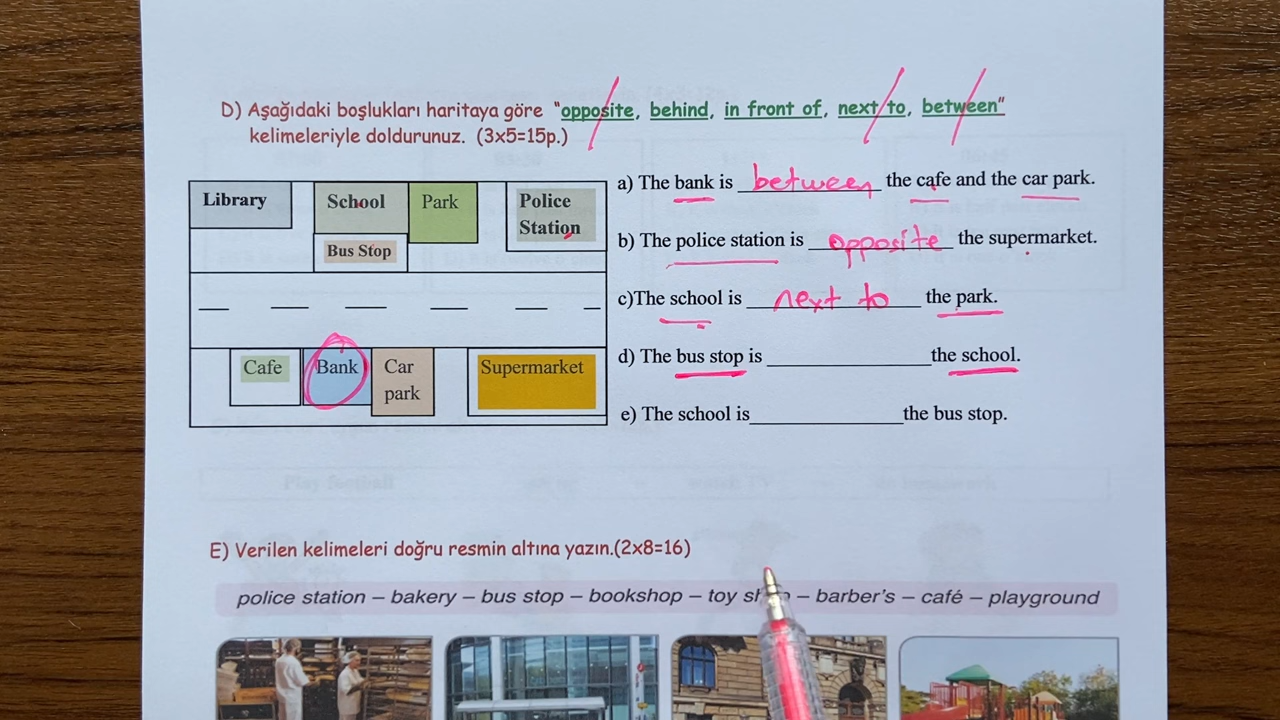 D) Aşağıdaki boşlukları haritaya göre "opposite, behind, in front of, next to, between"
kelimeleriyle doldurunuz. (3x5=15p.)
Library
School
Park
Police
Station
Bus Stop
Cafe
Bank
Car
park
Supermarket
a) The bank is between the cafe and the car park.
b) The police station is opposite the supermarket.
c)The school is next to the park.
d) The bus stop is ______________ the school.
e) The school is______________ the bus stop.
E) Verilen kelimeleri doğru resmin altına yazın.(2x8=16)
police station – bakery – bus stop – bookshop – toy – barber's – café – playground